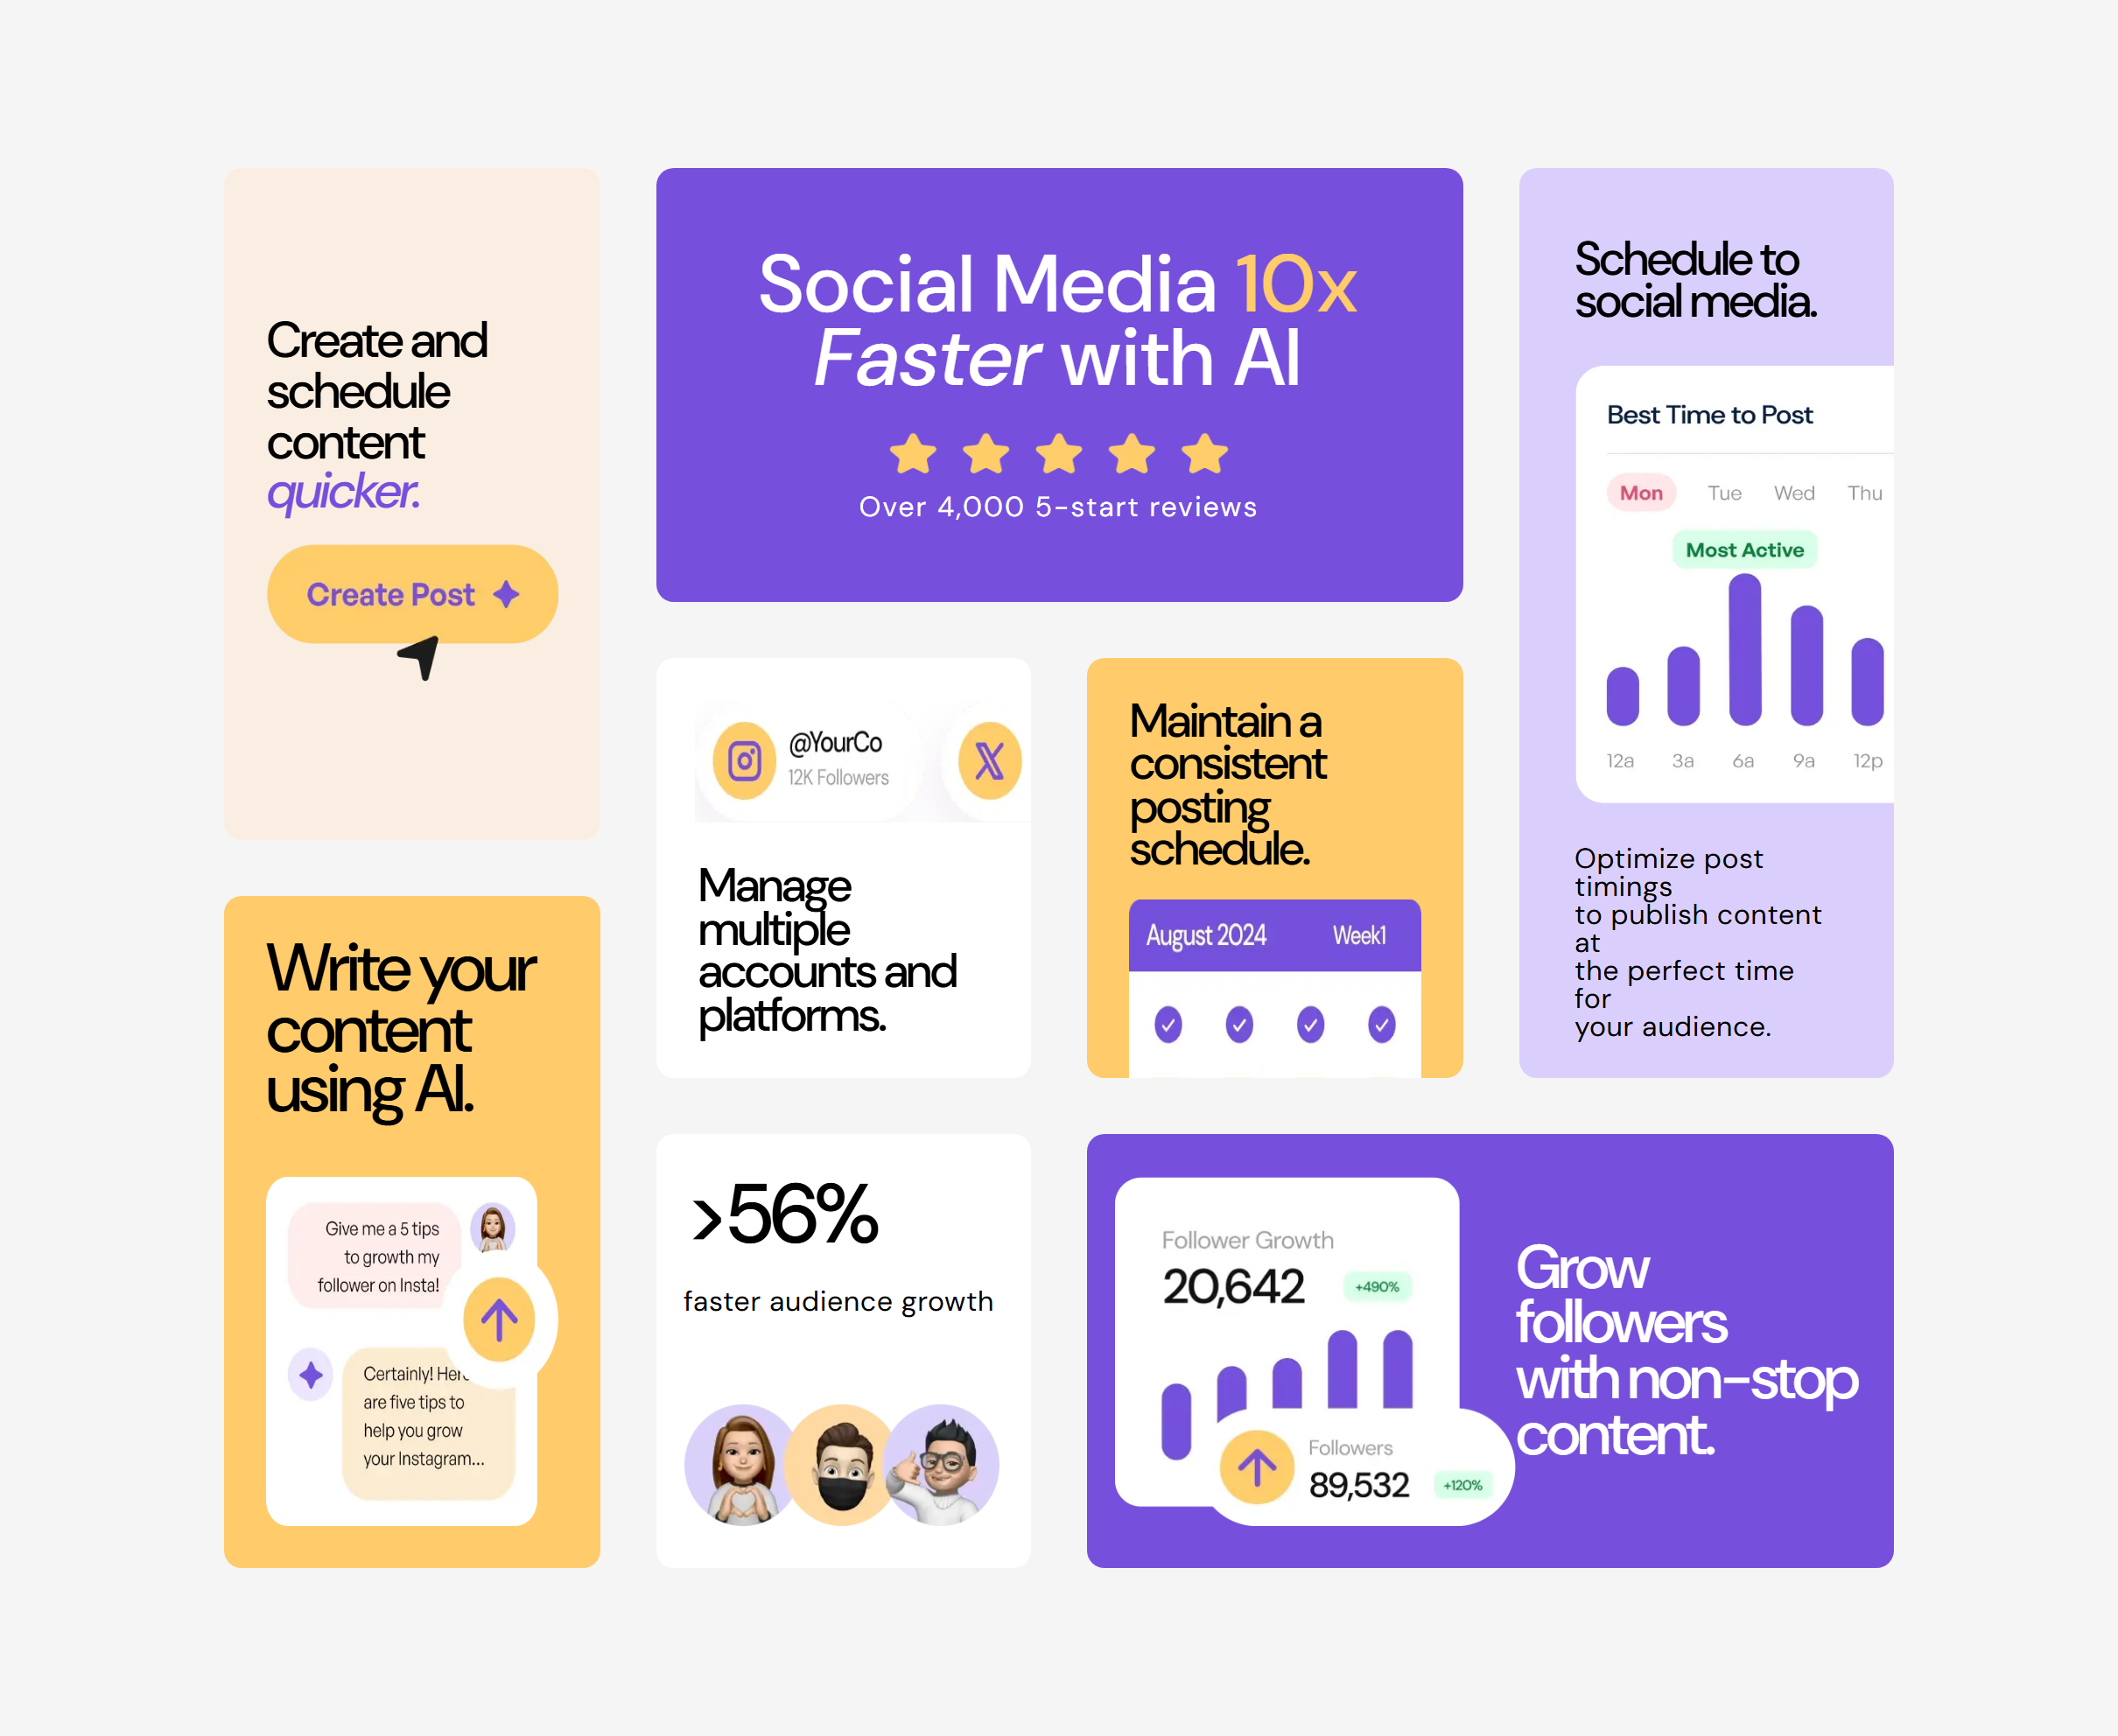 Create and
schedule
content
quicker.
Create Post
Social Media 10x
Faster with AI
Over 4,000 5-start reviews
Schedule to
social media.
Best Time to Post
Mon Tue Wed Thu
Most Active
12a 3a 6a 9a 12p
Optimize post
timings
to publish content
at
the perfect time
for
your audience.
@YourCo
12K Followers
Manage
multiple
accounts and
platforms.
Maintain a
consistent
posting
schedule.
August 2024 Week1
Write your
content
using AI.
Give me a 5 tips
to growth my
follower on Insta!
Certainly! Here
are five tips to
help you grow
your Instagram...
>56%
faster audience growth
Follower Growth
20,642 +490%
Followers
89,532 +120%
Grow
followers
with non-stop
content.